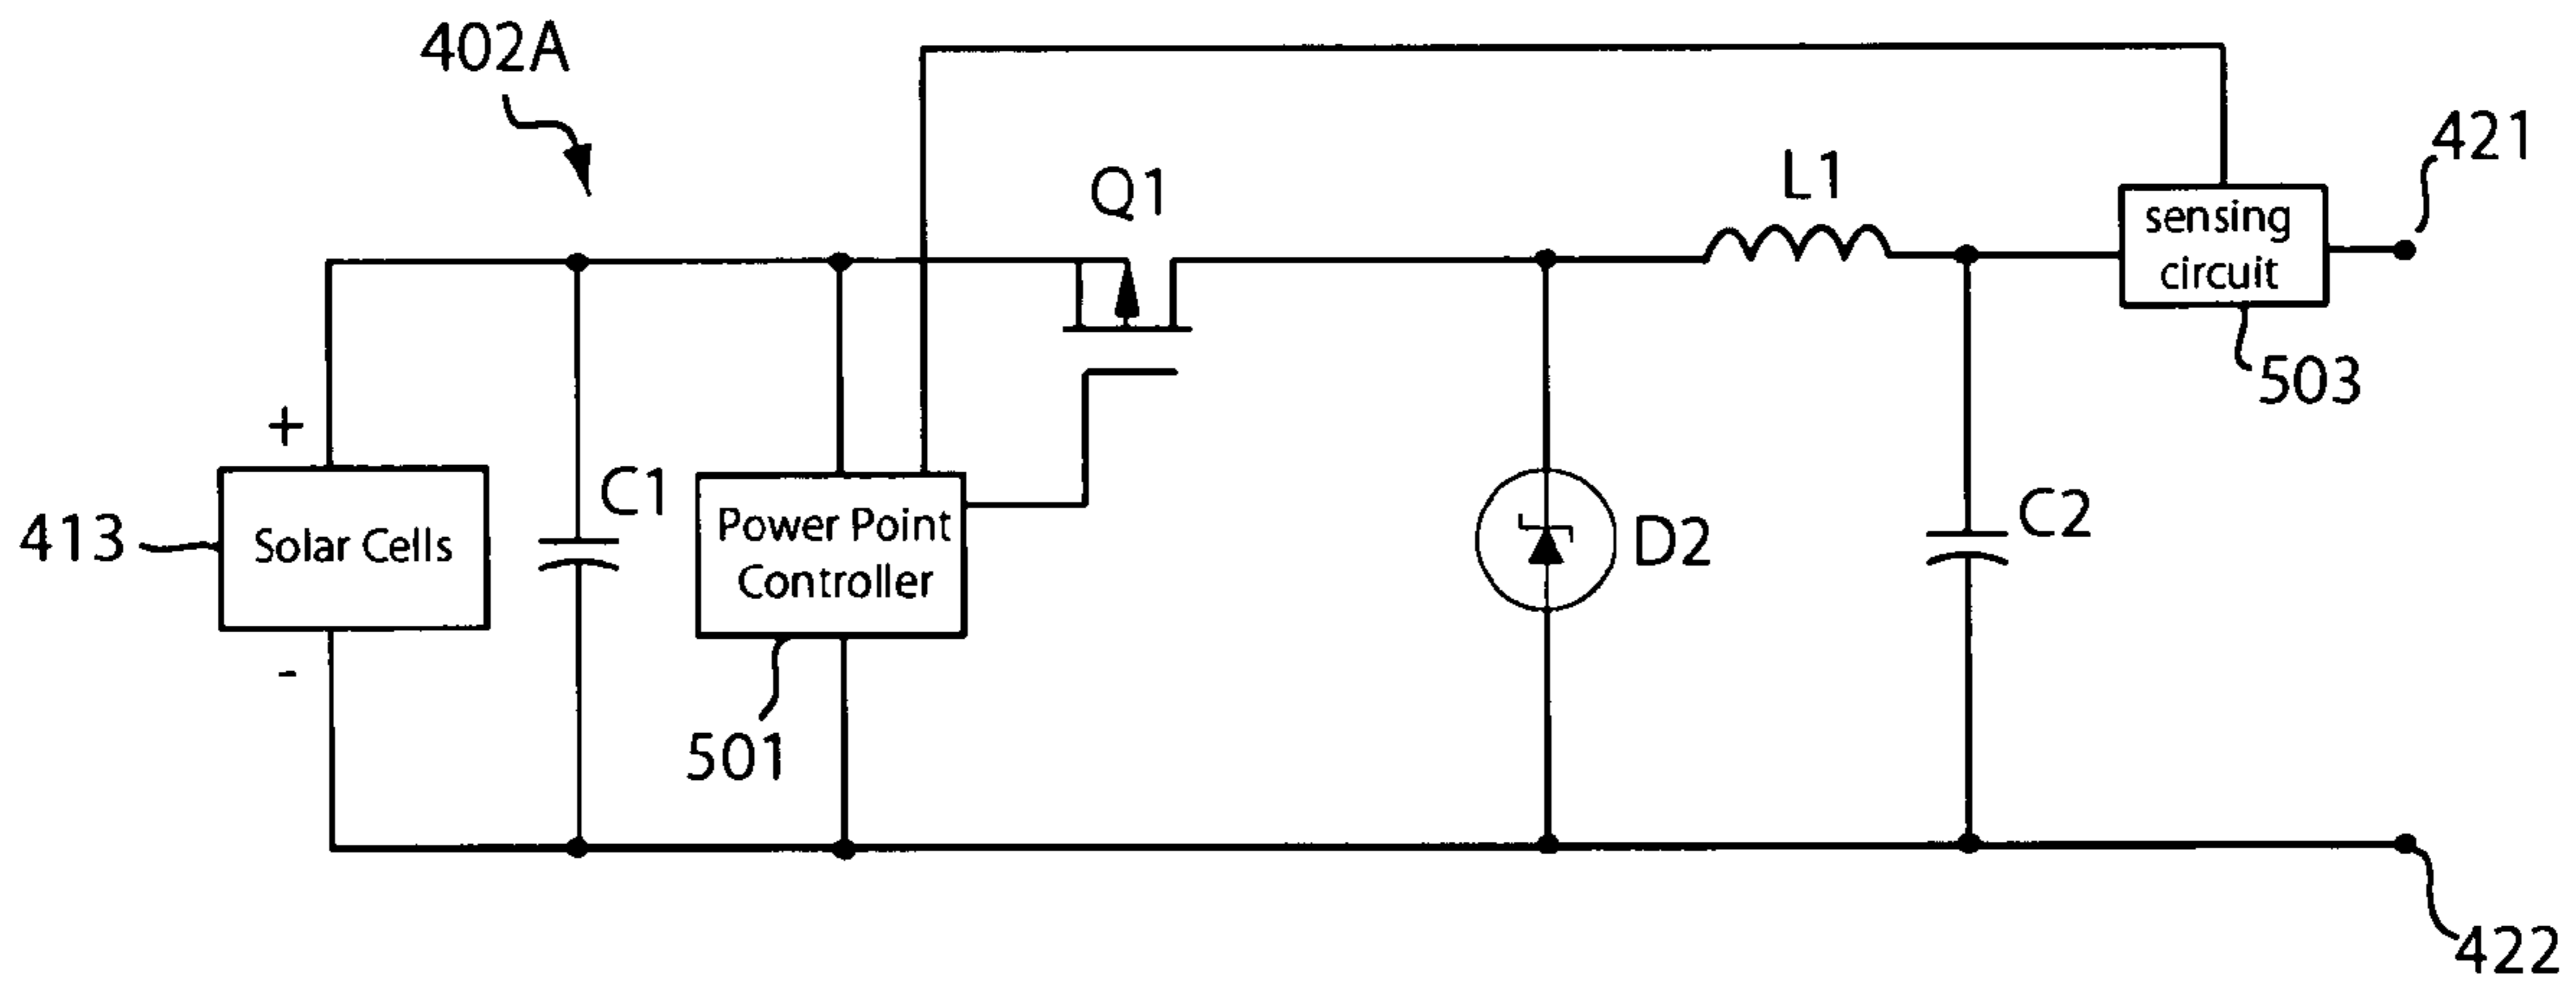 402A
421
Q1
L1
sensing
circuit
503
+
413
Solar Cells
-
C1
Power Point
Controller
501
D2
C2
422